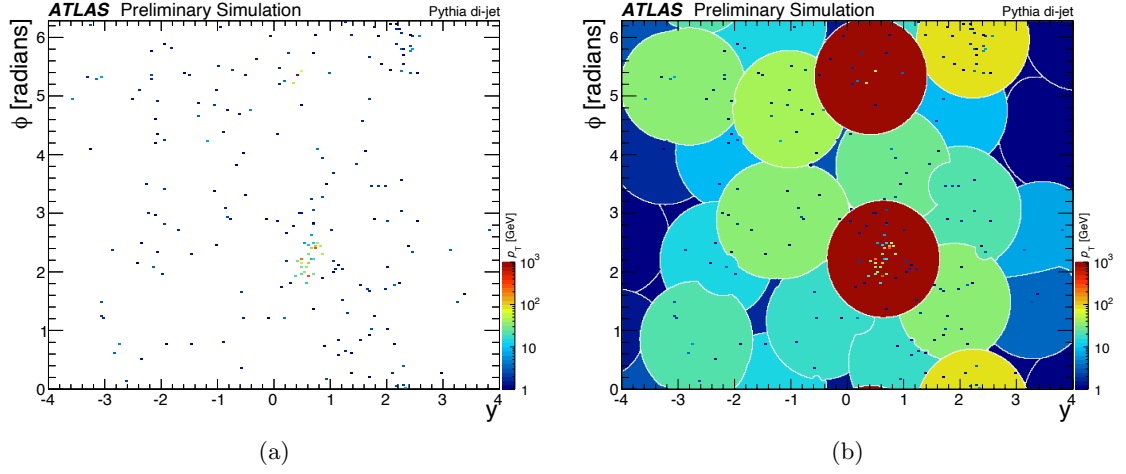 ATLAS Preliminary Simulation Pythia di-jet
ϕ [radians]
6
5
4
3
2
1
0
-4 -3 -2 -1 0 1 2 3 4
y
p_T [GeV]
10³
10²
10
1
(a)
ATLAS Preliminary Simulation Pythia di-jet
ϕ [radians]
6
5
4
3
2
1
0
-4 -3 -2 -1 0 1 2 3 4
y
p_T [GeV]
10³
10²
10
1
(b)